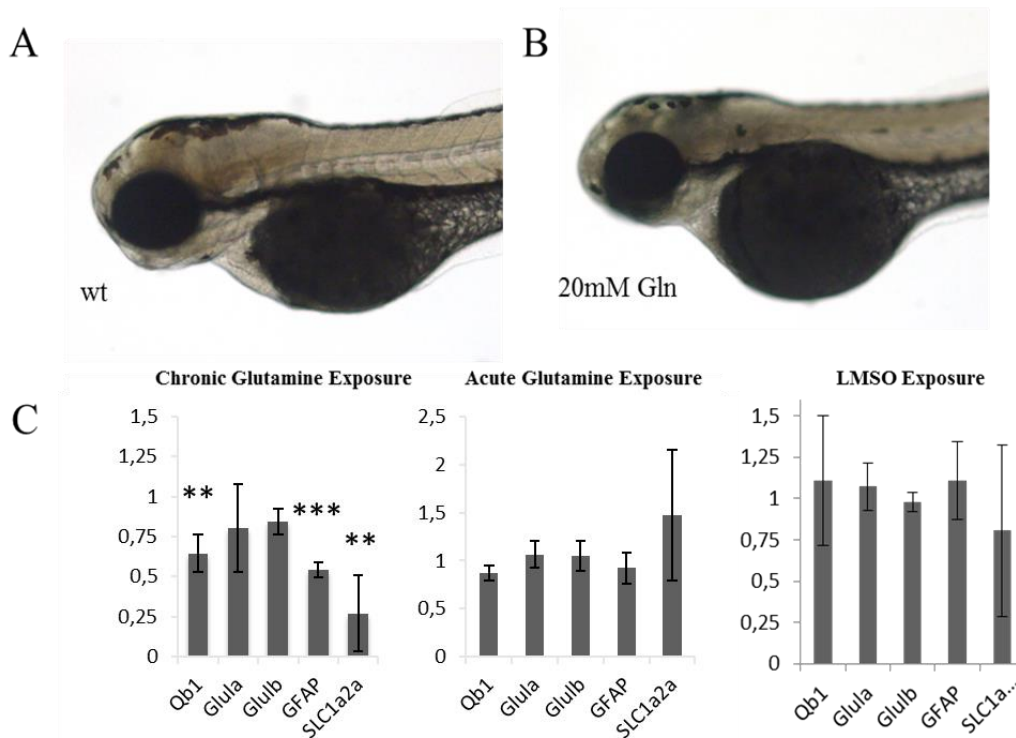 A
B
wt
20mM Gln
C
Chronic Glutamine Exposure
1,5
1,25
1
0,75
0,5
0,25
0
**
***
**
Qb1
Glula
Glulb
GFAP
SLC1a2a
Acute Glutamine Exposure
2,5
2
1,5
1
0,5
0
Qb1
Glula
Glulb
GFAP
SLC1a2a
LMSO Exposure
1,5
1,25
1
0,75
0,5
0,25
0
Qb1
Glula
Glulb
GFAP
SLC1a...